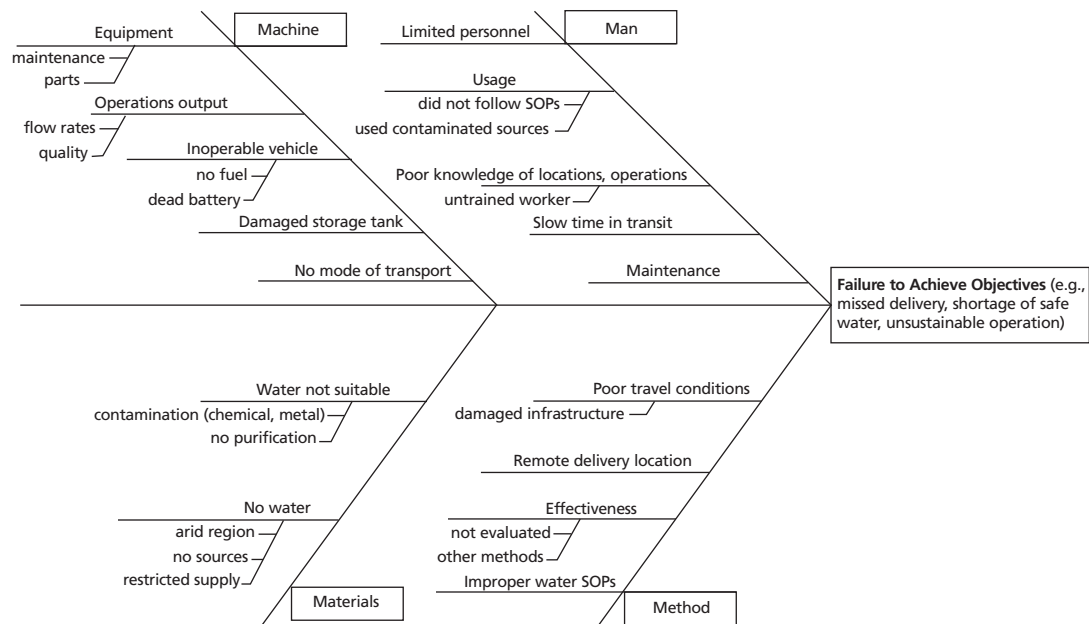 Machine
Equipment
maintenance
parts
Operations output
flow rates
quality
Inoperable vehicle
no fuel
dead battery
Damaged storage tank
No mode of transport
Man
Limited personnel
Usage
did not follow SOPs
used contaminated sources
Poor knowledge of locations, operations
untrained worker
Slow time in transit
Maintenance
Failure to Achieve Objectives (e.g.,
missed delivery, shortage of safe
water, unsustainable operation)
Water not suitable
contamination (chemical, metal)
no purification
No water
arid region
no sources
restricted supply
Materials
Poor travel conditions
damaged infrastructure
Remote delivery location
Effectiveness
not evaluated
other methods
Improper water SOPs
Method